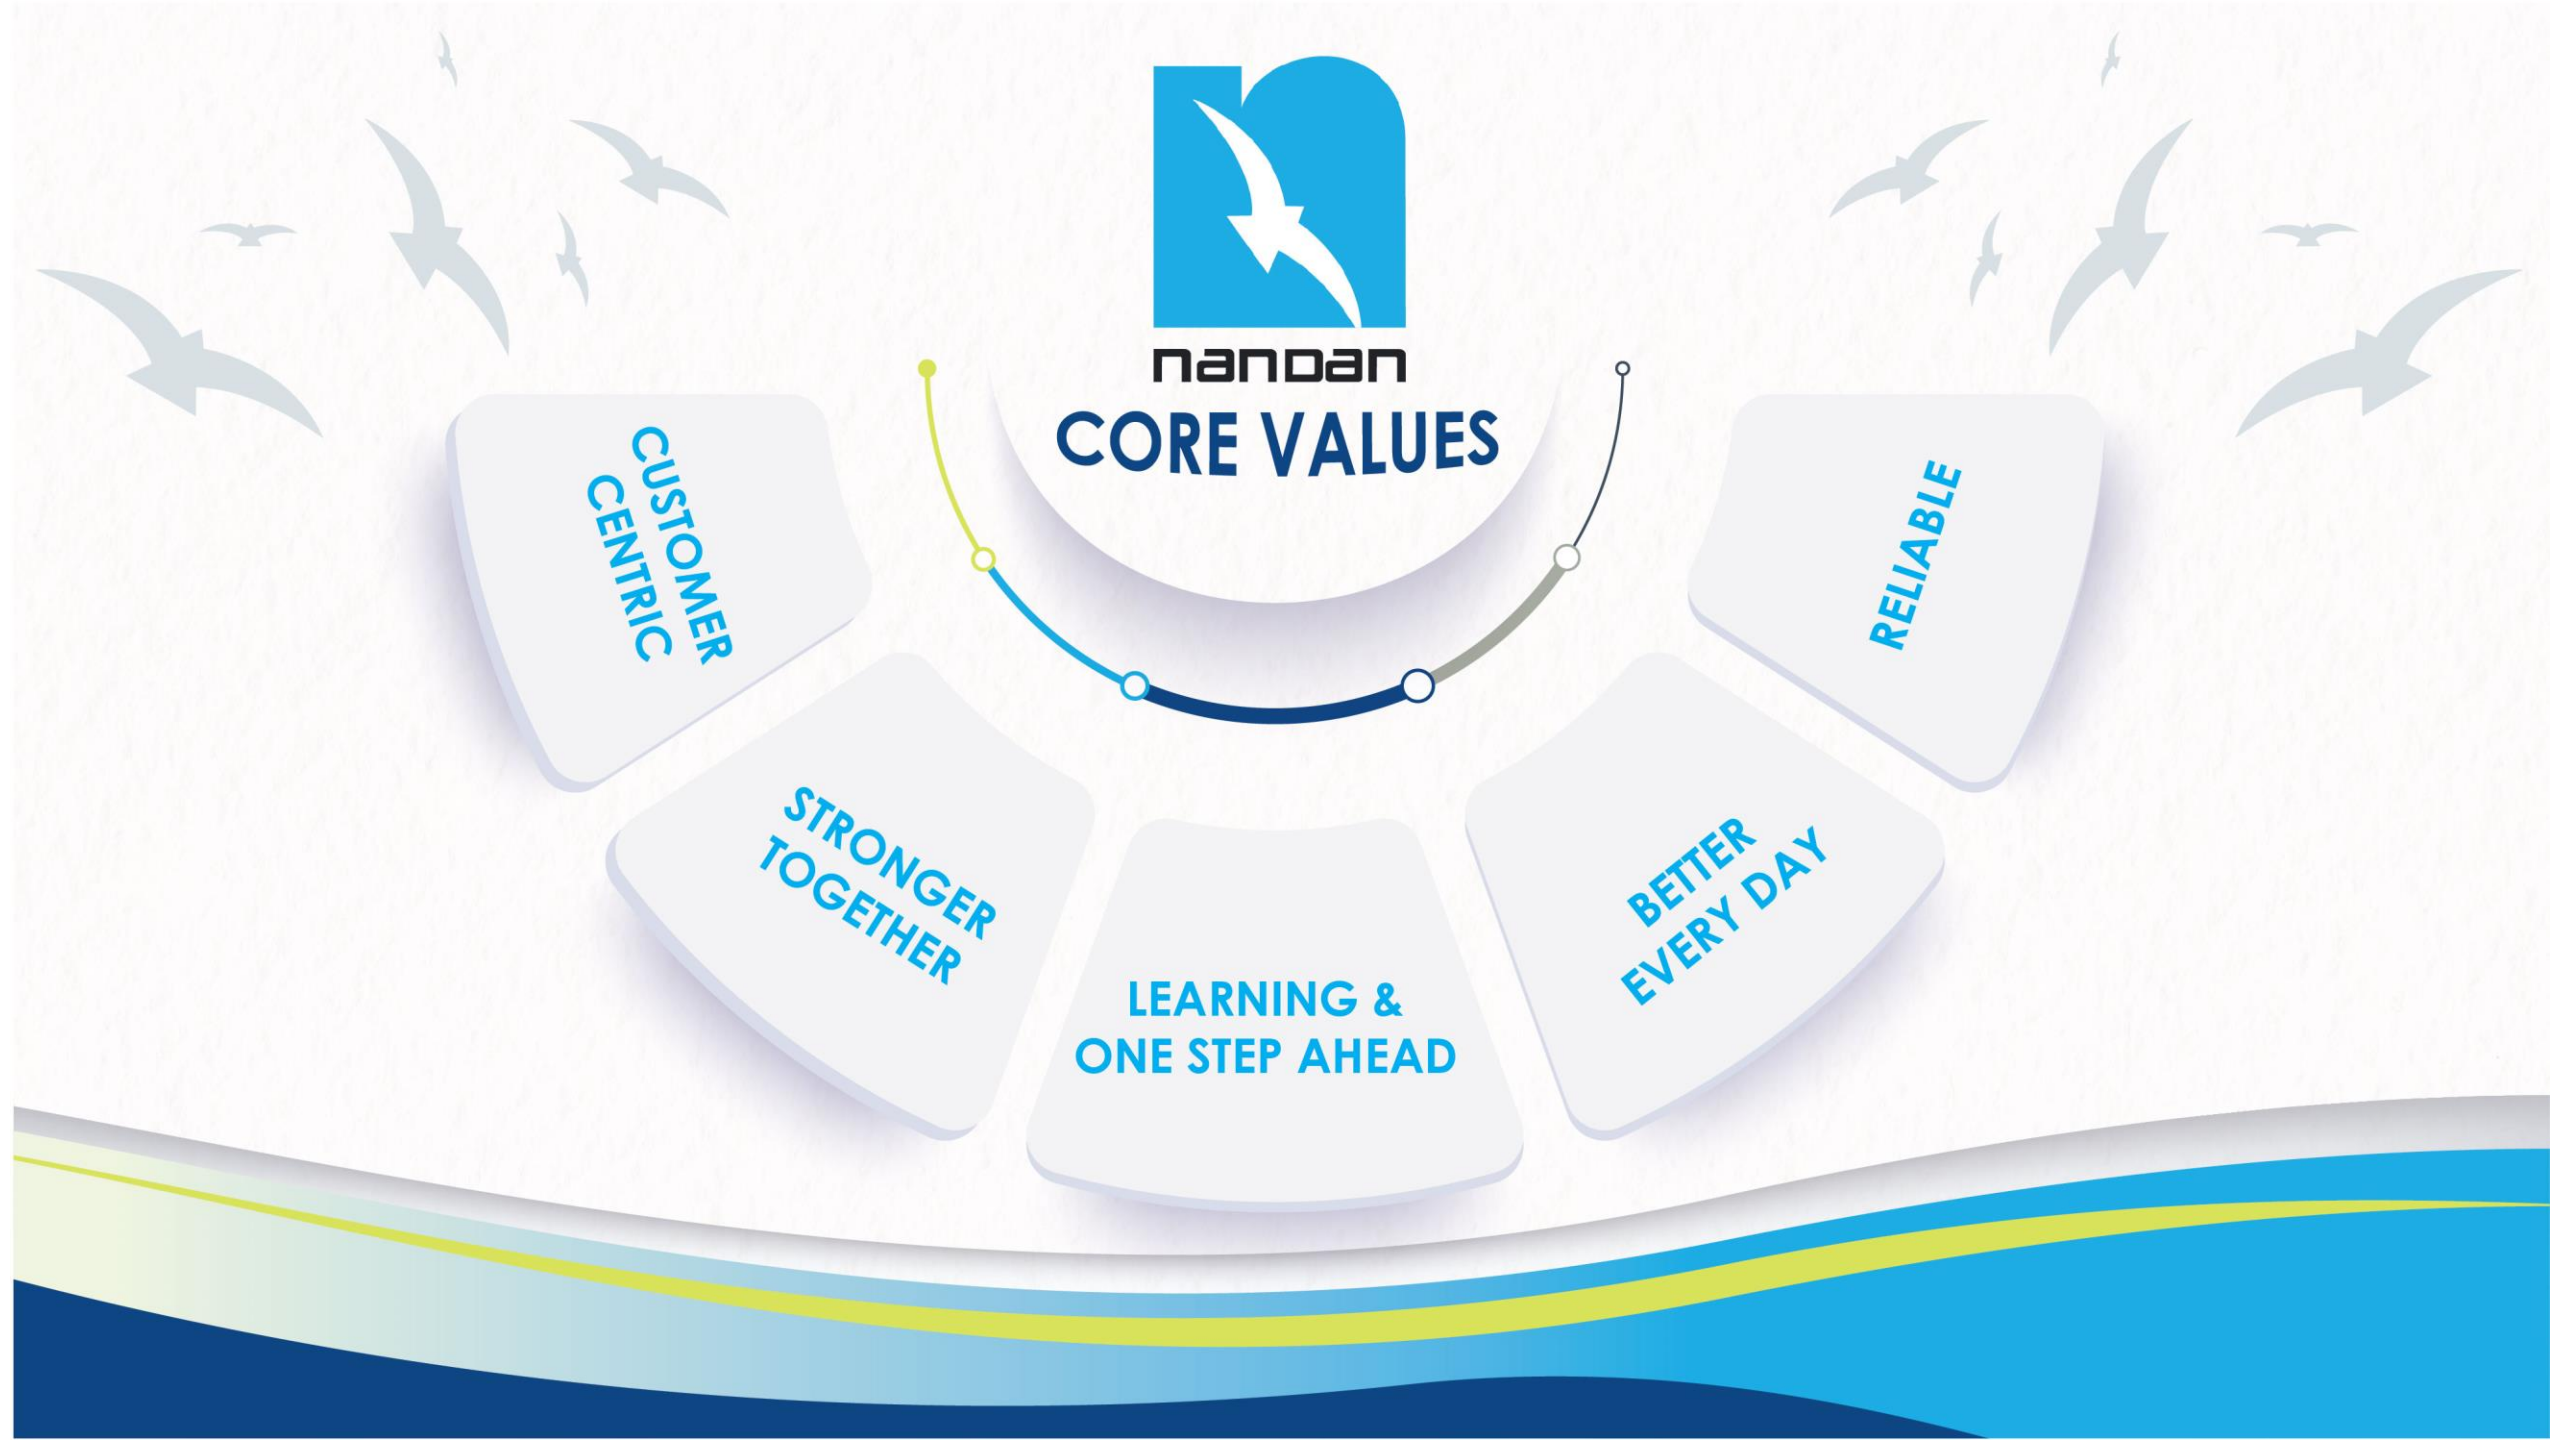 nanDan
CORE VALUES
CUSTOMER
CENTRIC
STRONGER
TOGETHER
LEARNING &
ONE STEP AHEAD
BETTER
EVERY DAY
RELIABLE